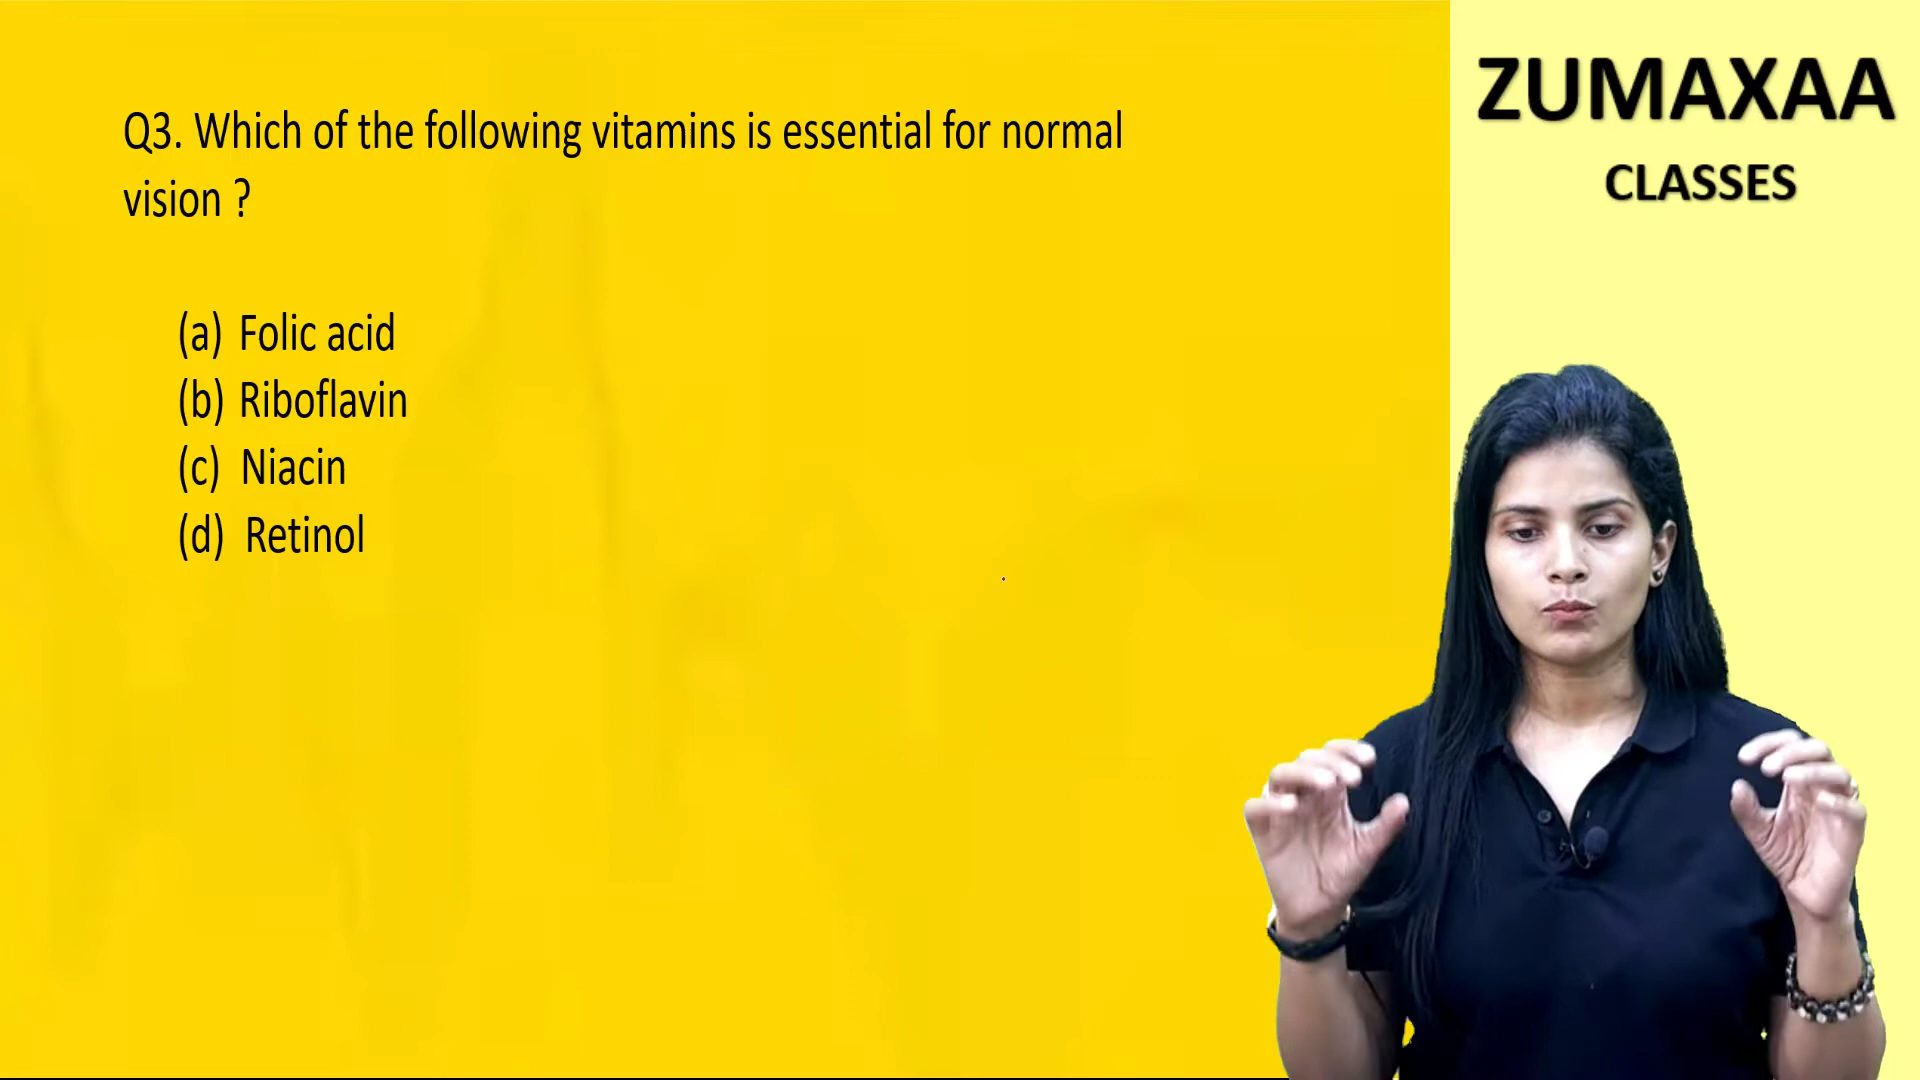 Q3. Which of the following vitamins is essential for normal
vision ?
(a) Folic acid
(b) Riboflavin
(c) Niacin
(d) Retinol
ZUMAXAA
CLASSES